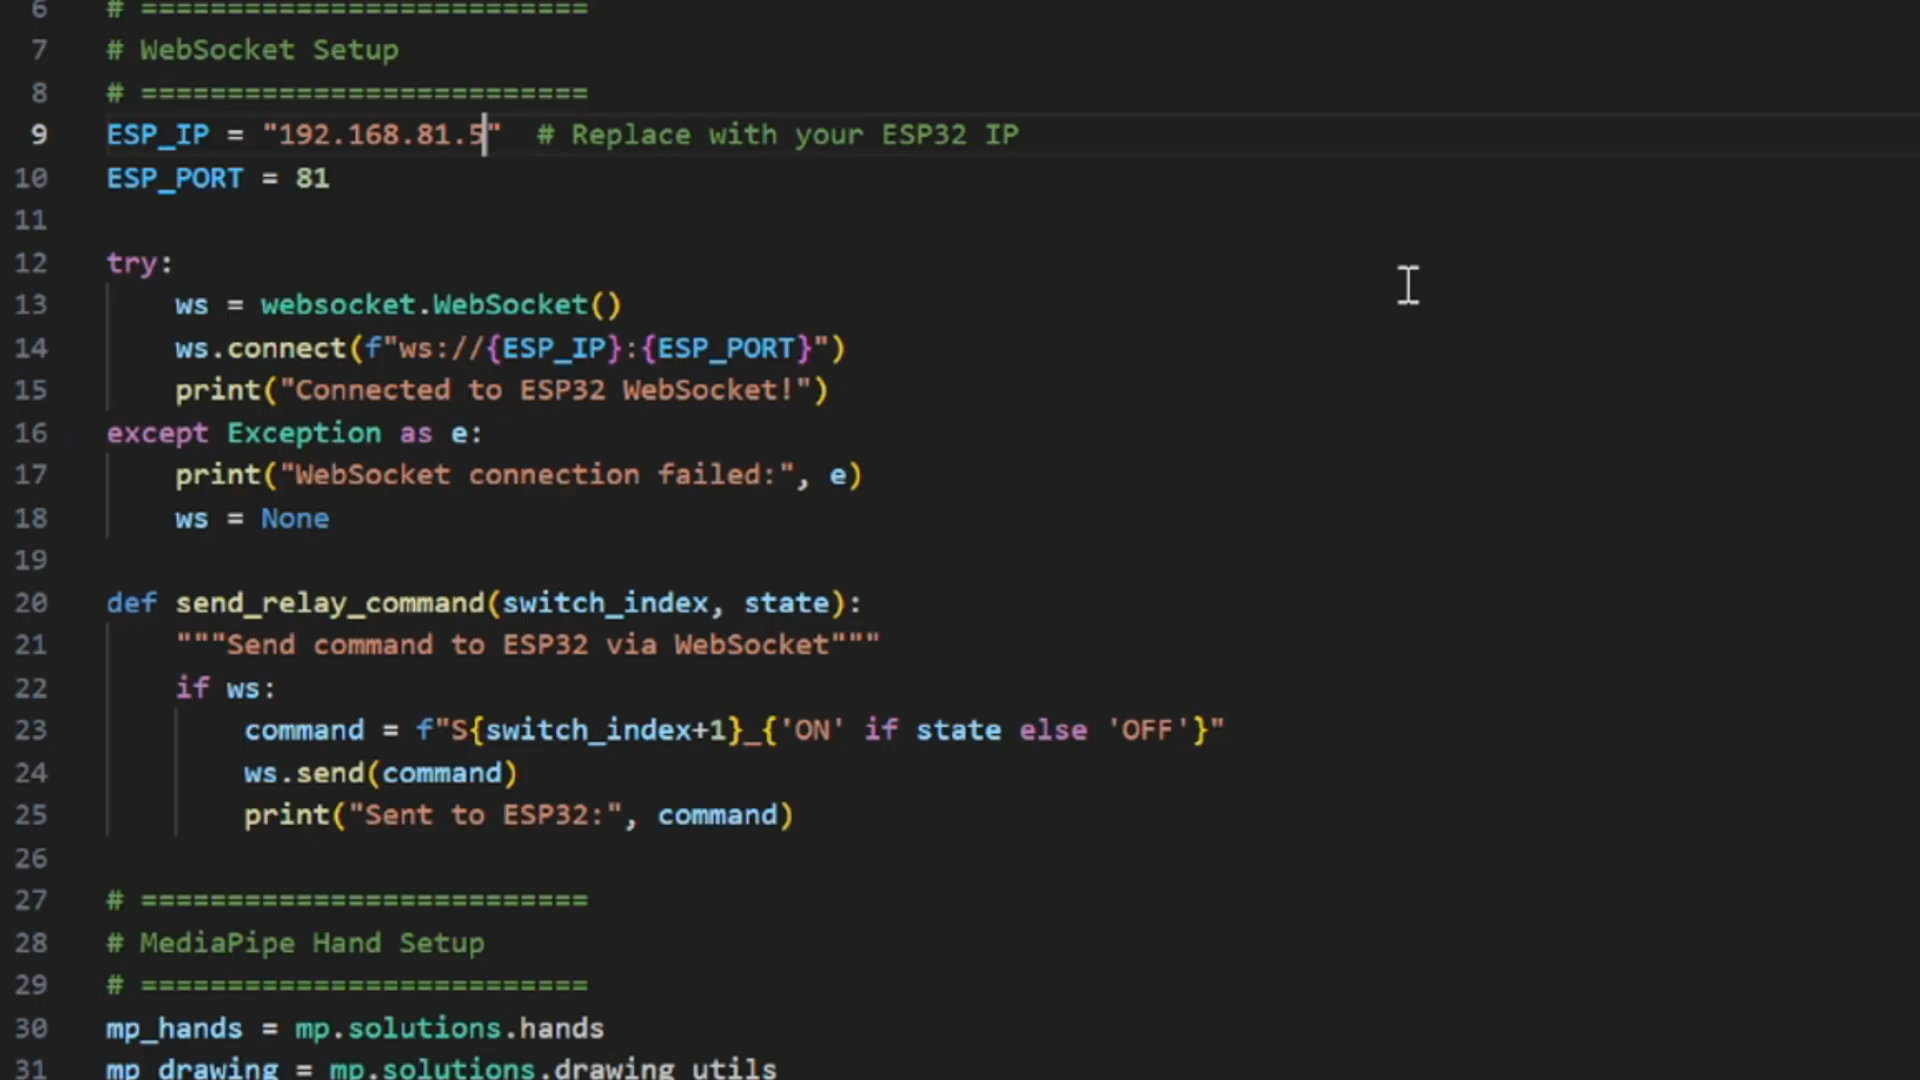 6 # ==========================
7 # WebSocket Setup
8 # ==========================
9 ESP_IP = "192.168.81.5"  # Replace with your ESP32 IP
10 ESP_PORT = 81
11
12 try:
13     ws = websocket.WebSocket()
14     ws.connect(f"ws://{ESP_IP}:{ESP_PORT}")
15     print("Connected to ESP32 WebSocket!")
16 except Exception as e:
17     print("WebSocket connection failed:", e)
18     ws = None
19
20 def send_relay_command(switch_index, state):
21     """Send command to ESP32 via WebSocket"""
22     if ws:
23         command = f"S{switch_index+1}_{'ON' if state else 'OFF'}"
24         ws.send(command)
25         print("Sent to ESP32:", command)
26
27 # ==========================
28 # MediaPipe Hand Setup
29 # ==========================
30 mp_hands = mp.solutions.hands
31 mp_drawing = mp.solutions.drawing_utils